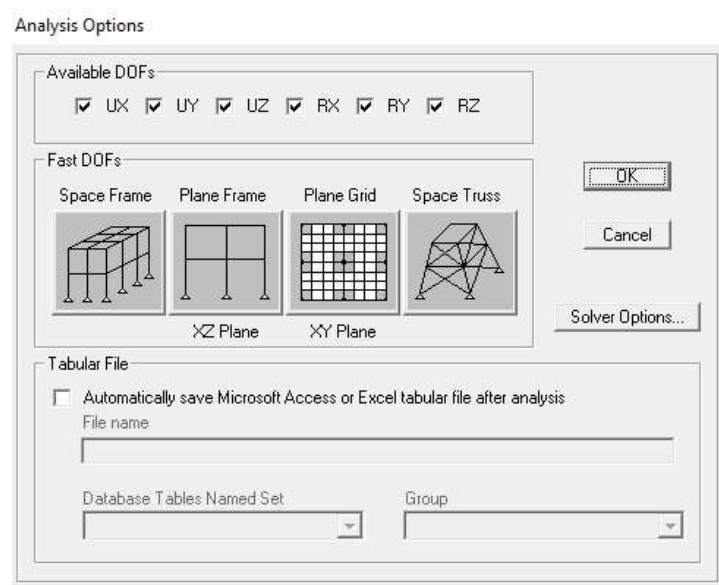 Analysis Options
Available DOFs
UX UY UZ RX RY RZ
Fast DOFs
Space Frame Plane Frame Plane Grid Space Truss
XZ Plane XY Plane
OK
Cancel
Solver Options...
Tabular File
Automatically save Microsoft Access or Excel tabular file after analysis
File name
Database Tables Named Set Group